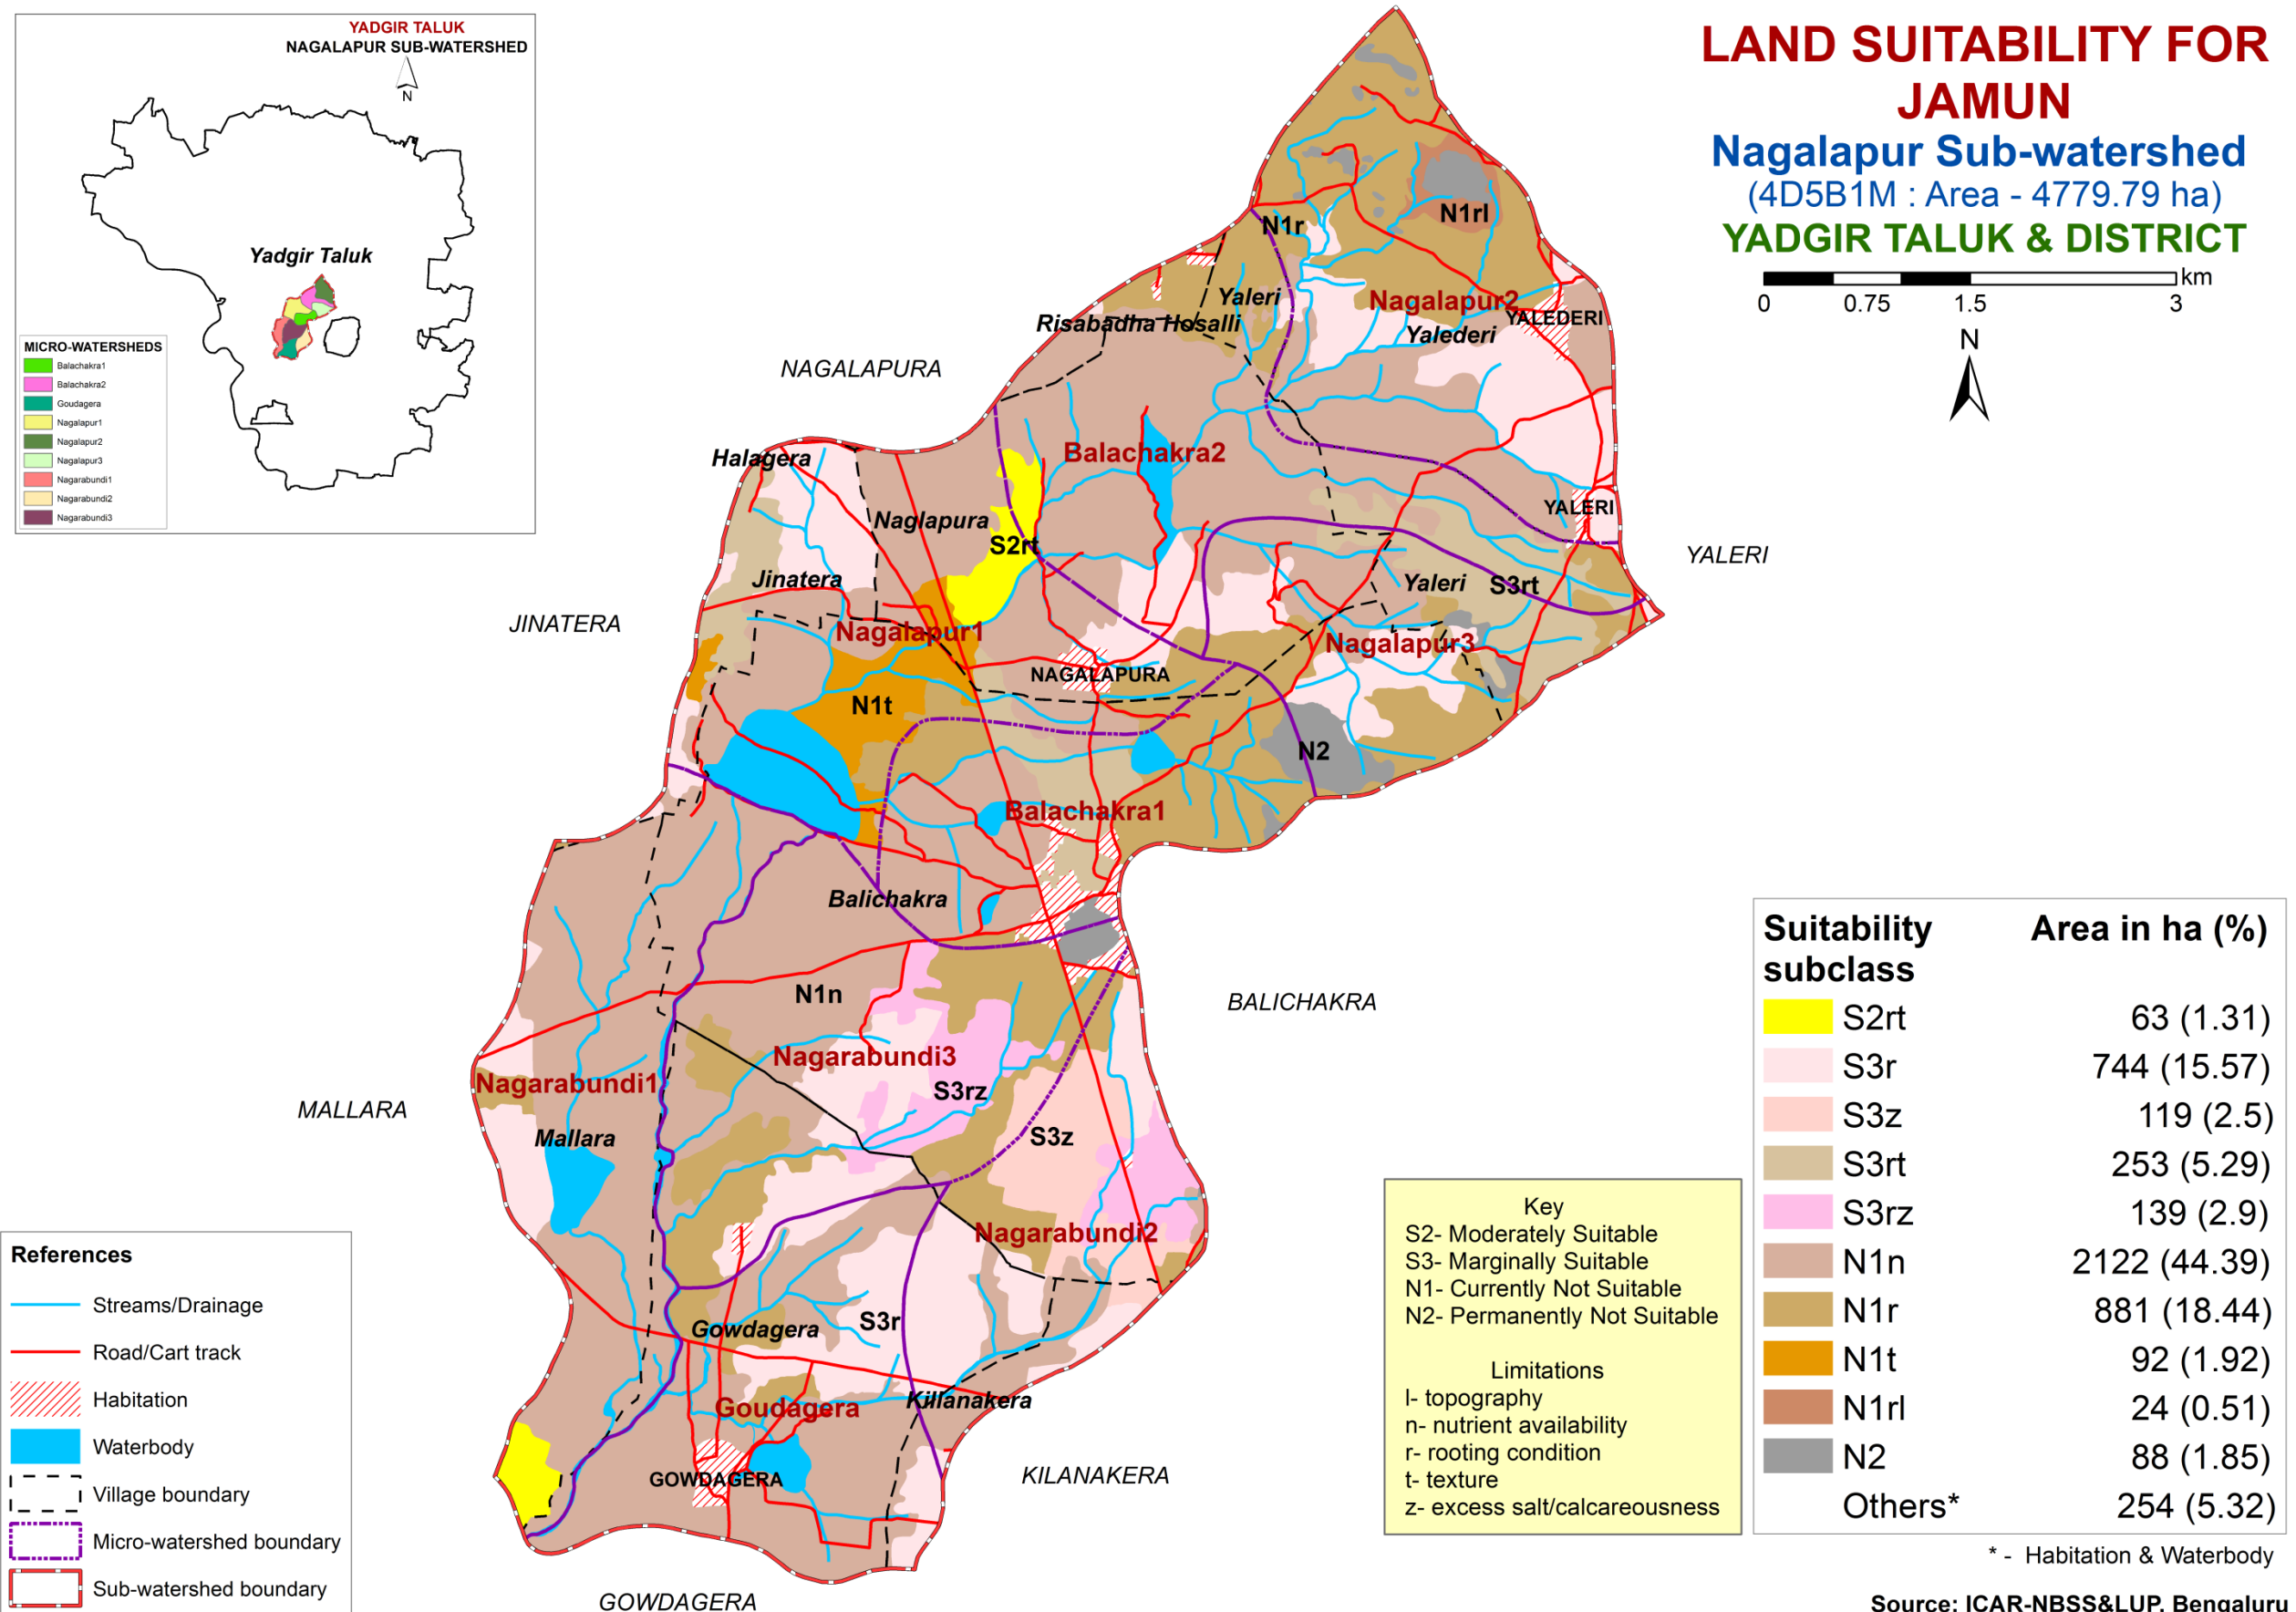 YADGIR TALUK
NAGALAPUR SUB-WATERSHED
N
Yadgir Taluk
MICRO-WATERSHEDS
Balachakra1
Balachakra2
Goudagera
Nagalapur1
Nagalapur2
Nagalapur3
Nagarabundi1
Nagarabundi2
Nagarabundi3
LAND SUITABILITY FOR
JAMUN
Nagalapur Sub-watershed
(4D5B1M : Area - 4779.79 ha)
YADGIR TALUK & DISTRICT
km
0 0.75 1.5 3
N
N1rl
N1r
Yaleri
Nagalapur2
YALEDERI
Risabadha Hosalli
Yalederi
NAGALAPURA
Balachakra2
Halagera
YALERI
Naglapura
S2rt
YALERI
Jinatera
Yaleri
S3rt
JINATERA
Nagalapur1
Nagalapur3
NAGALAPURA
N1t
N2
Balachakra1
Balichakra
N1n
BALICHAKRA
Nagarabundi3
Nagarabundi1
S3rz
MALLARA
Mallara
S3z
Nagarabundi2
S3r
Gowdagera
Killanakera
Goudagera
GOWDAGERA
KILANAKERA
GOWDAGERA
References
Streams/Drainage
Road/Cart track
Habitation
Waterbody
Village boundary
Micro-watershed boundary
Sub-watershed boundary
Key
S2- Moderately Suitable
S3- Marginally Suitable
N1- Currently Not Suitable
N2- Permanently Not Suitable
Limitations
l- topography
n- nutrient availability
r- rooting condition
t- texture
z- excess salt/calcareousness
Suitability subclass Area in ha (%)
S2rt 63 (1.31)
S3r 744 (15.57)
S3z 119 (2.5)
S3rt 253 (5.29)
S3rz 139 (2.9)
N1n 2122 (44.39)
N1r 881 (18.44)
N1t 92 (1.92)
N1rl 24 (0.51)
N2 88 (1.85)
Others* 254 (5.32)
* - Habitation & Waterbody
Source: ICAR-NBSS&LUP, Bengaluru